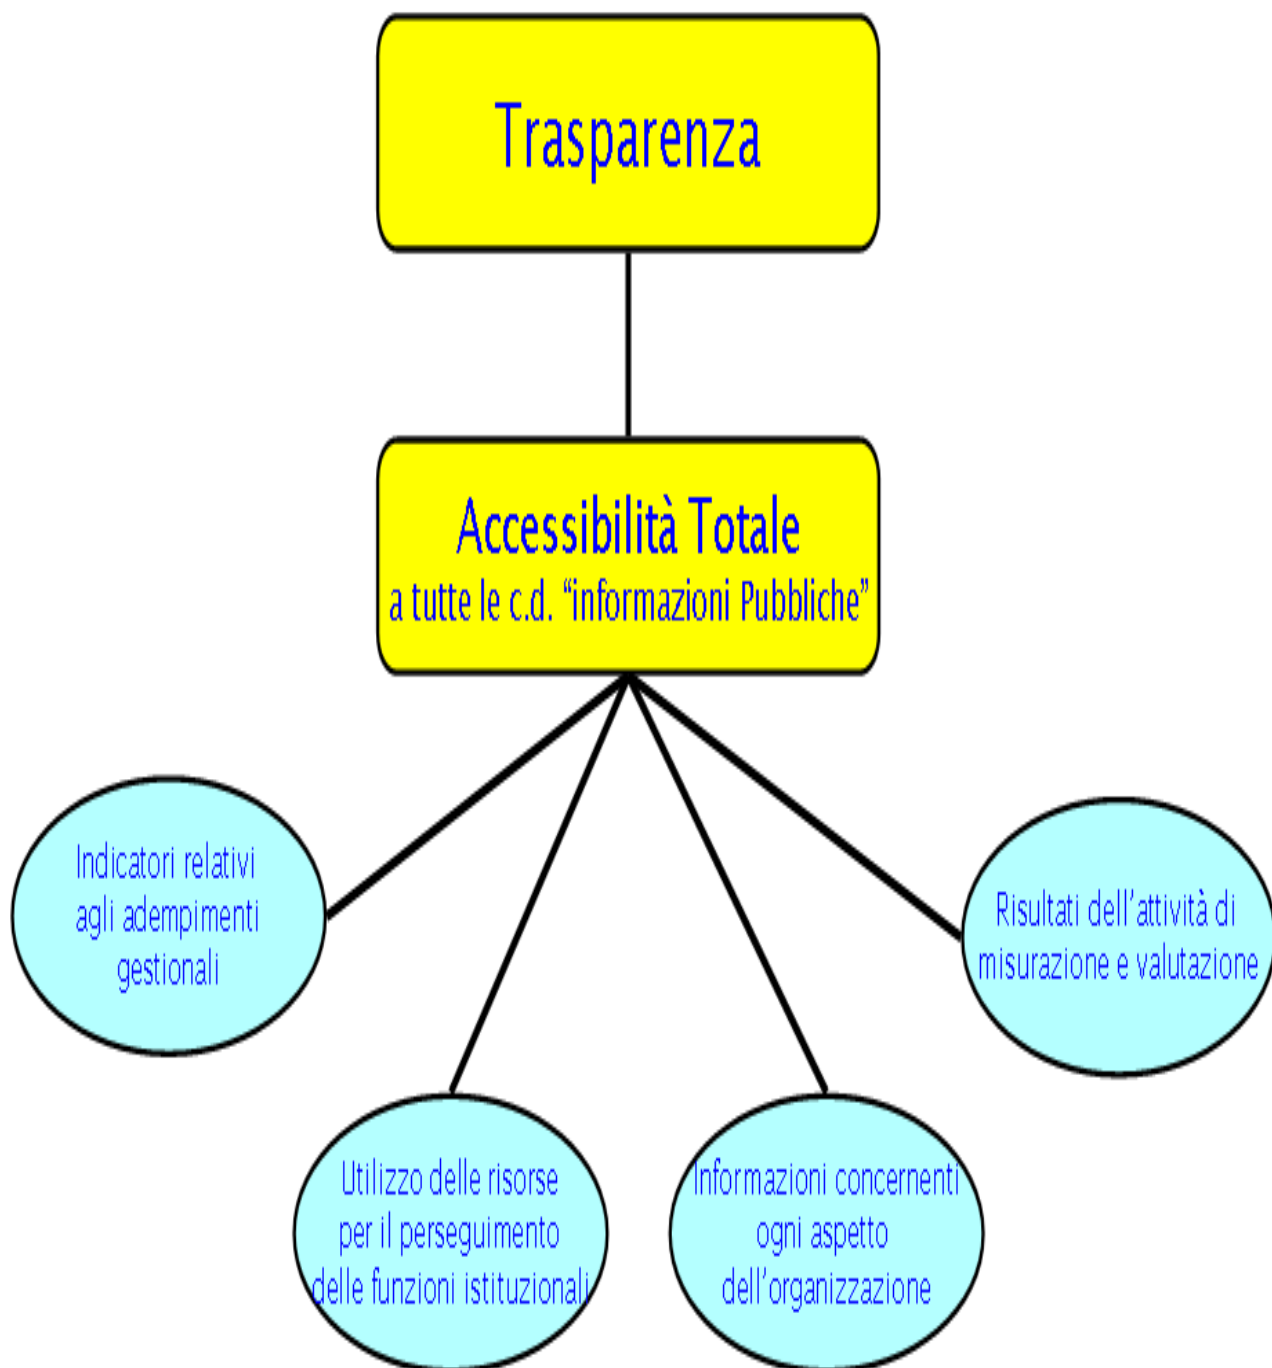 Trasparenza
Accessibilità Totale
a tutte le c.d. “informazioni Pubbliche”
Indicatori relativi
agli adempimenti
gestionali
Risultati dell’attività di
misurazione e valutazione
Utilizzo delle risorse
per il perseguimento
delle funzioni istituzionali
Informazioni concernenti
ogni aspetto
dell’organizzazione